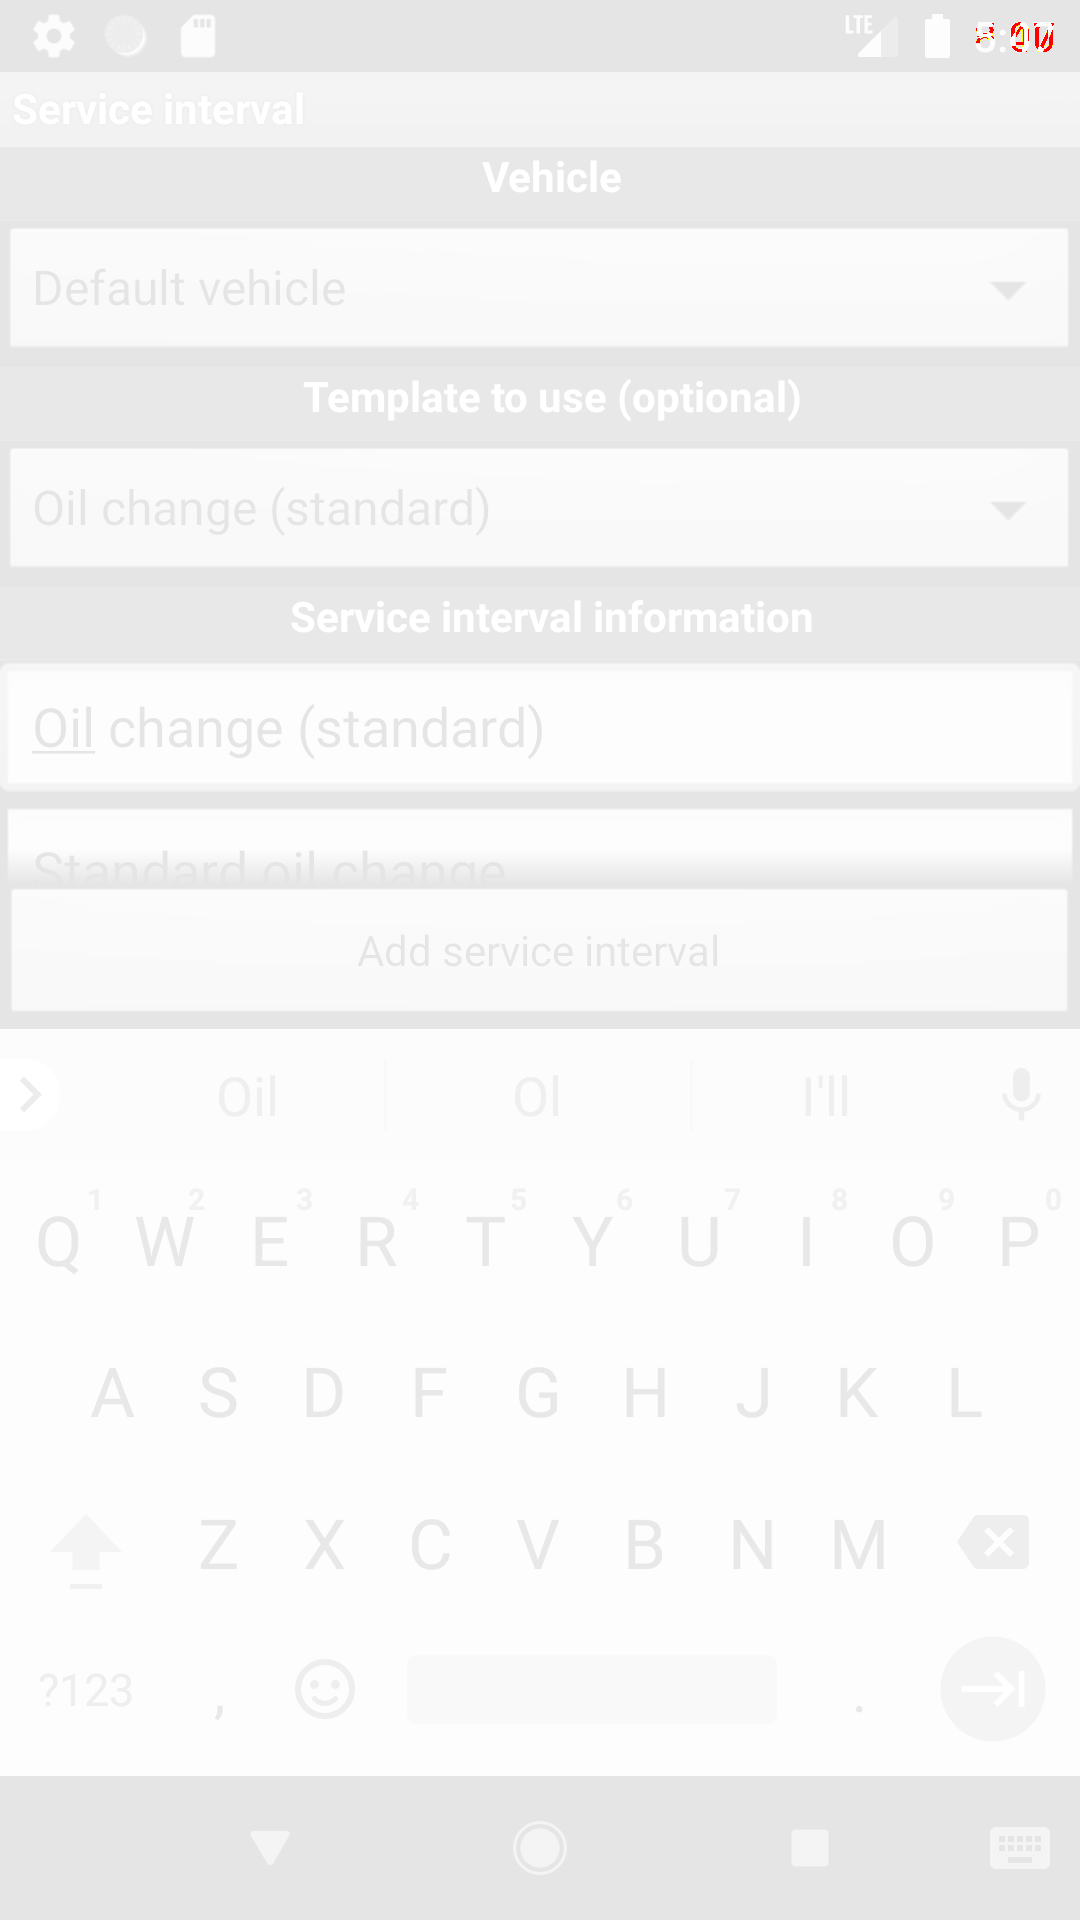 LTE
Service interval
Vehicle
Default vehicle
Template to use (optional)
Oil change (standard)
Service interval information
Oil change (standard)
Standard oil change
Add service interval
Oil Ol I'll
1 2 3 4 5 6 7 8 9 0
Q W E R T Y U I O P
A S D F G H J K L
Z X C V B N M
?123 , .